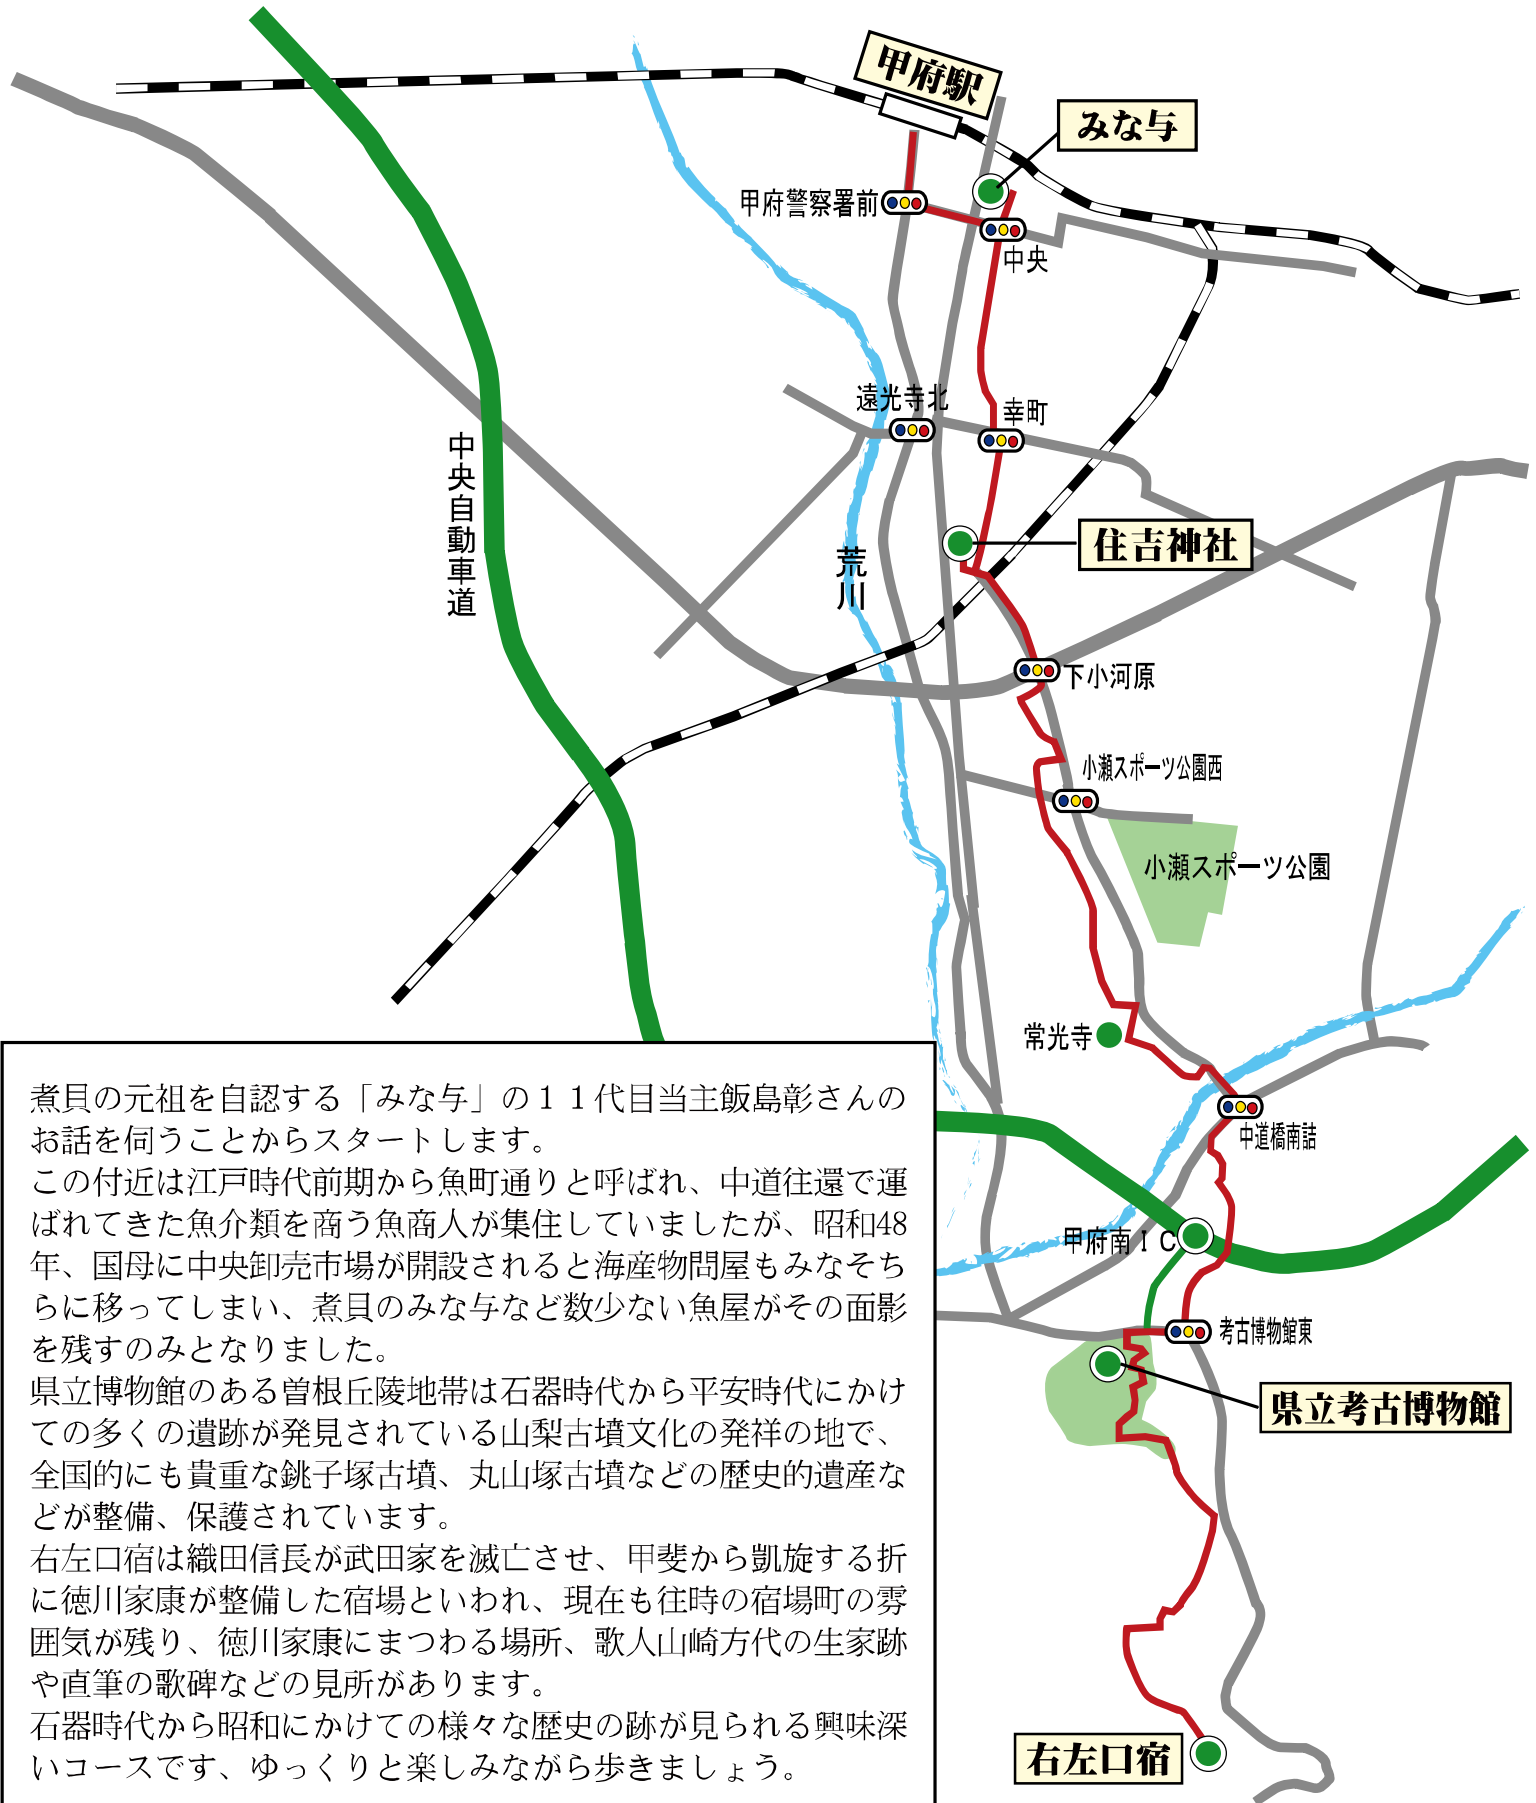 甲府駅
みな与
甲府警察署前
中央
遠光寺北
幸町
中央自動車道
荒川
住吉神社
下小河原
小瀬スポーツ公園西
小瀬スポーツ公園
常光寺
中道橋南詰
甲府南ＩＣ
考古博物館東
県立考古博物館
右左口宿
煮貝の元祖を自認する「みな与」の１１代目当主飯島彰さんの
お話を伺うことからスタートします。
この付近は江戸時代前期から魚町通りと呼ばれ、中道往還で運
ばれてきた魚介類を商う魚商人が集住していましたが、昭和48
年、国母に中央卸売市場が開設されると海産物問屋もみなそち
らに移ってしまい、煮貝のみな与など数少ない魚屋がその面影
を残すのみとなりました。
県立博物館のある曽根丘陵地帯は石器時代から平安時代にかけ
ての多くの遺跡が発見されている山梨古墳文化の発祥の地で、
全国的にも貴重な銚子塚古墳、丸山塚古墳などの歴史的遺産な
どが整備、保護されています。
右左口宿は織田信長が武田家を滅亡させ、甲斐から凱旋する折
に徳川家康が整備した宿場といわれ、現在も往時の宿場町の雰
囲気が残り、徳川家康にまつわる場所、歌人山崎方代の生家跡
や直筆の歌碑などの見所があります。
石器時代から昭和にかけての様々な歴史の跡が見られる興味深
いコースです、ゆっくりと楽しみながら歩きましょう。